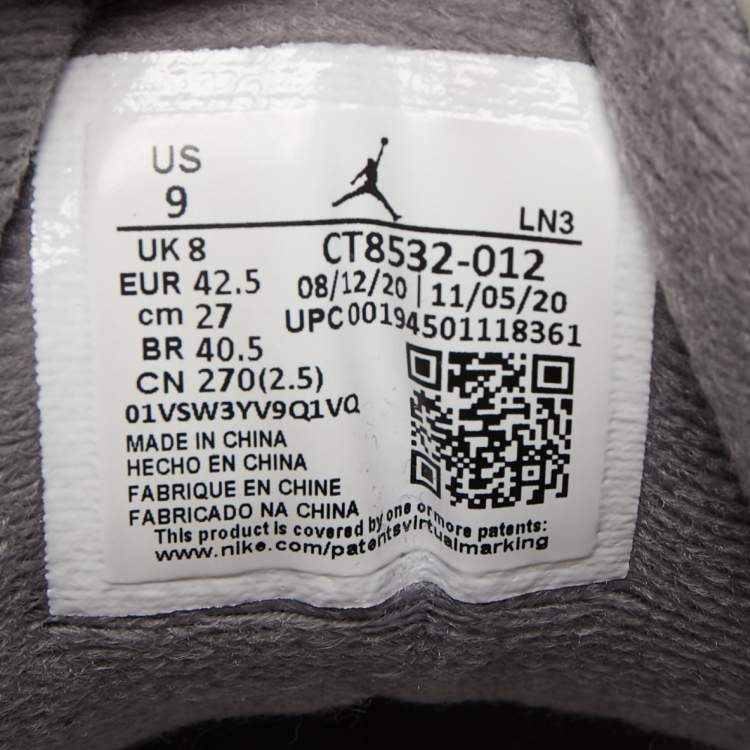 US
9
LN3
UK 8
CT8532-012
EUR 42.5
08/12/20 | 11/05/20
cm 27
UPC00194501118361
BR 40.5
CN 270(2.5)
01VSW3YV9Q1VQ
MADE IN CHINA
HECHO EN CHINA
FABRIQUE EN CHINE
FABRICADO NA CHINA
This product is covered by one or more patents:
www.nike.com/patentsvirtualmarking